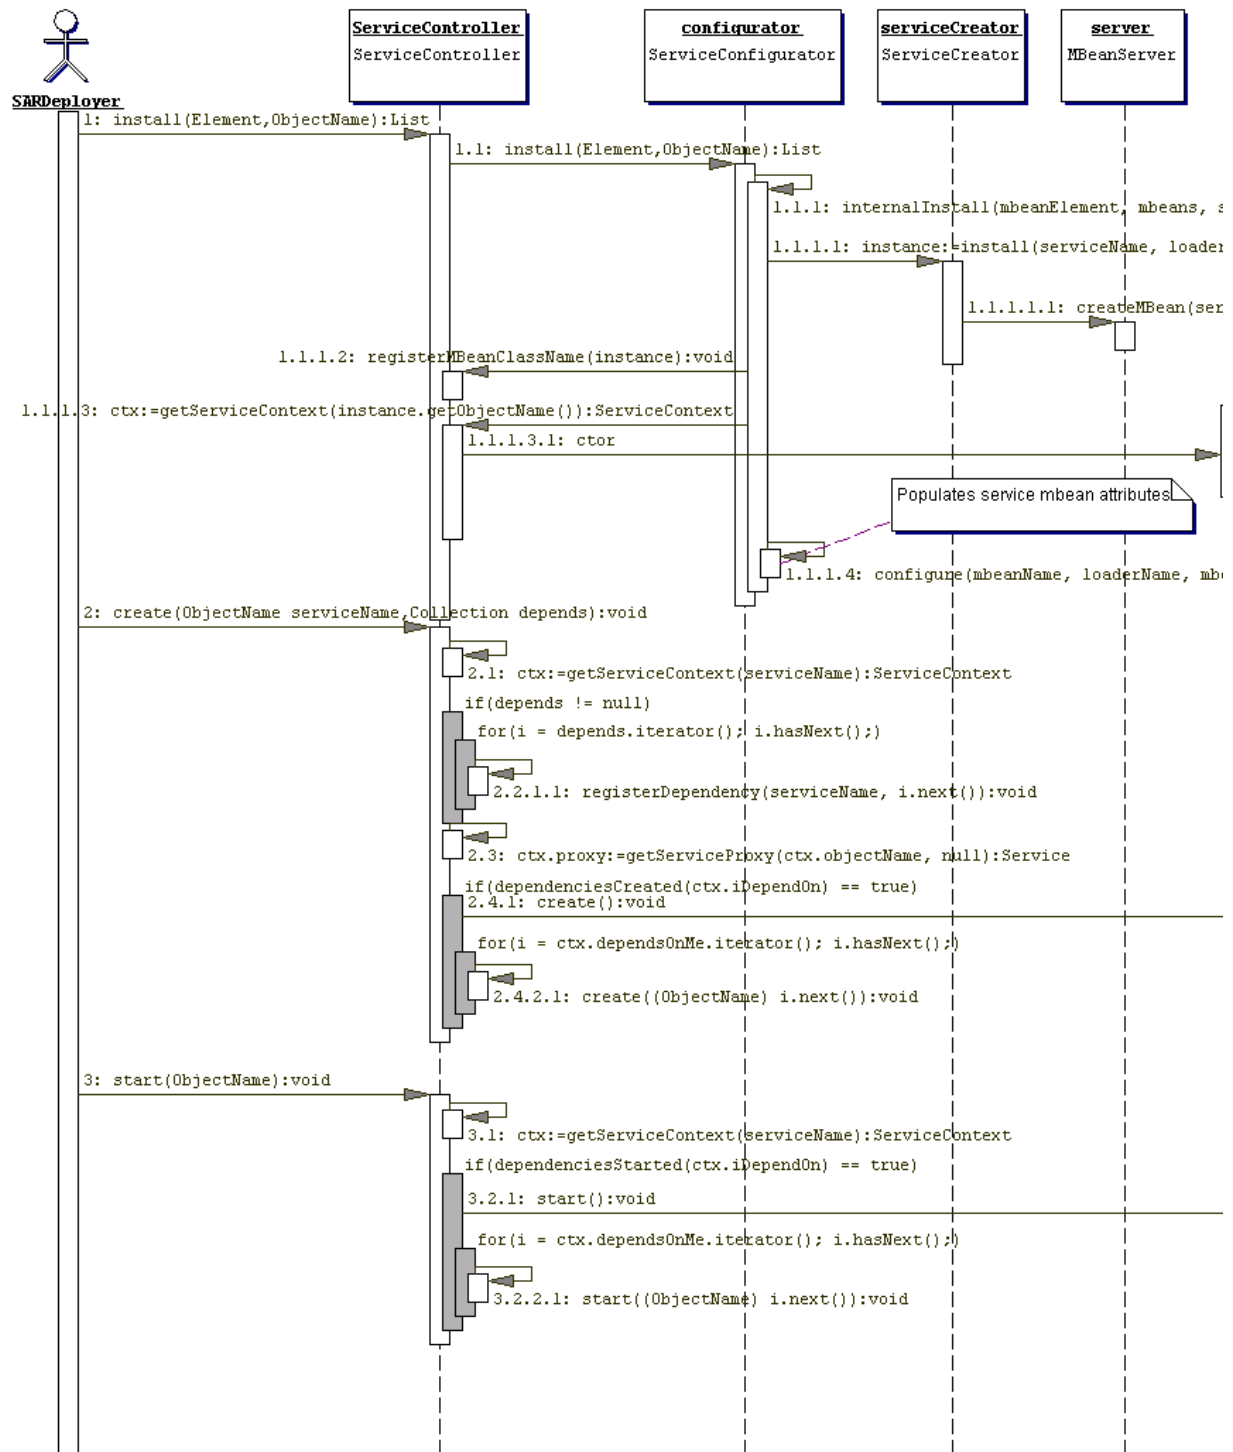 ServiceController
ServiceController
configurator
ServiceConfigurator
serviceCreator
ServiceCreator
server
MBeanServer
SARDeployer
1: install(Element,ObjectName):List
1.1: install(Element,ObjectName):List
1.1.1: internalInstall(mbeanElement, mbeans, s
1.1.1.1: instance:=install(serviceName, loader
1.1.1.1.1: createMBean(ser
1.1.1.2: registerMBeanClassName(instance):void
1.1.1.3: ctx:=getServiceContext(instance.getObjectName()):ServiceContext
1.1.1.3.1: ctor
Populates service mbean attributes
1.1.1.4: configure(mbeanName, loaderName, mb
2: create(ObjectName serviceName,Collection depends):void
2.1: ctx:=getServiceContext(serviceName):ServiceContext
if(depends != null)
for(i = depends.iterator(); i.hasNext();)
2.2.1.1: registerDependency(serviceName, i.next()):void
2.3: ctx.proxy:=getServiceProxy(ctx.objectName, null):Service
if(dependenciesCreated(ctx.iDependOn) == true)
2.4.1: create():void
for(i = ctx.dependsOnMe.iterator(); i.hasNext();)
2.4.2.1: create((ObjectName) i.next()):void
3: start(ObjectName):void
3.1: ctx:=getServiceContext(serviceName):ServiceContext
if(dependenciesStarted(ctx.iDependOn) == true)
3.2.1: start():void
for(i = ctx.dependsOnMe.iterator(); i.hasNext();)
3.2.2.1: start((ObjectName) i.next()):void